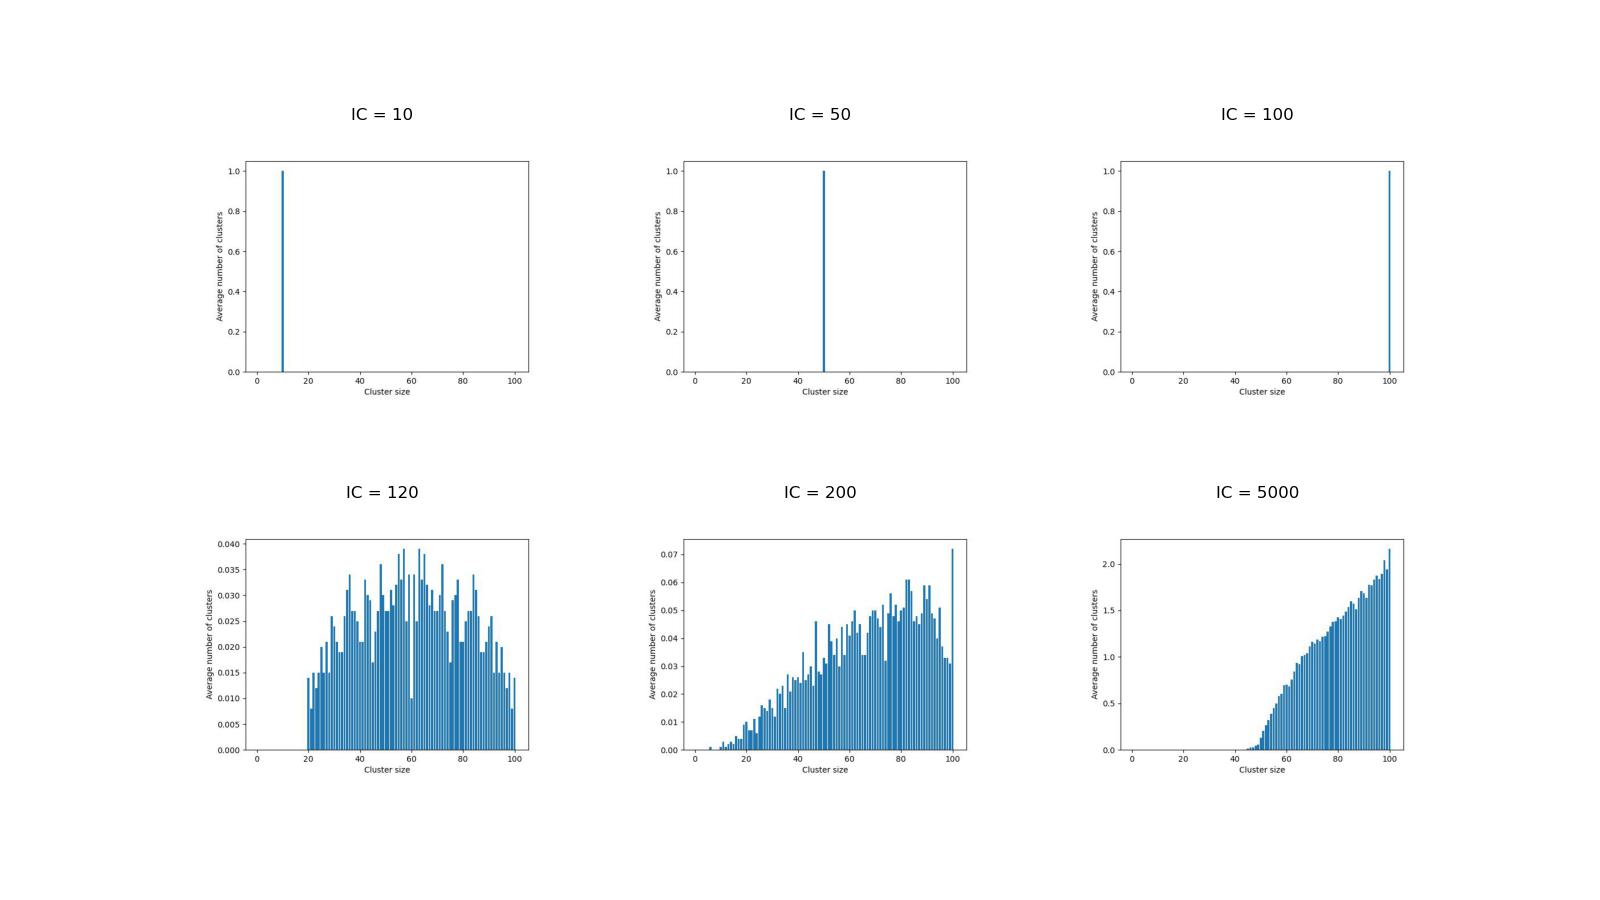 IC = 10
IC = 50
IC = 100
1.0
0.8
0.6
0.4
0.2
0.0
Average number of clusters
0 20 40 60 80 100
Cluster size
1.0
0.8
0.6
0.4
0.2
0.0
Average number of clusters
0 20 40 60 80 100
Cluster size
1.0
0.8
0.6
0.4
0.2
0.0
Average number of clusters
0 20 40 60 80 100
Cluster size
IC = 120
IC = 200
IC = 5000
0.040
0.035
0.030
0.025
0.020
0.015
0.010
0.005
0.000
Average number of clusters
0 20 40 60 80 100
Cluster size
0.07
0.06
0.05
0.04
0.03
0.02
0.01
0.00
Average number of clusters
0 20 40 60 80 100
Cluster size
2.0
1.5
1.0
0.5
0.0
Average number of clusters
0 20 40 60 80 100
Cluster size